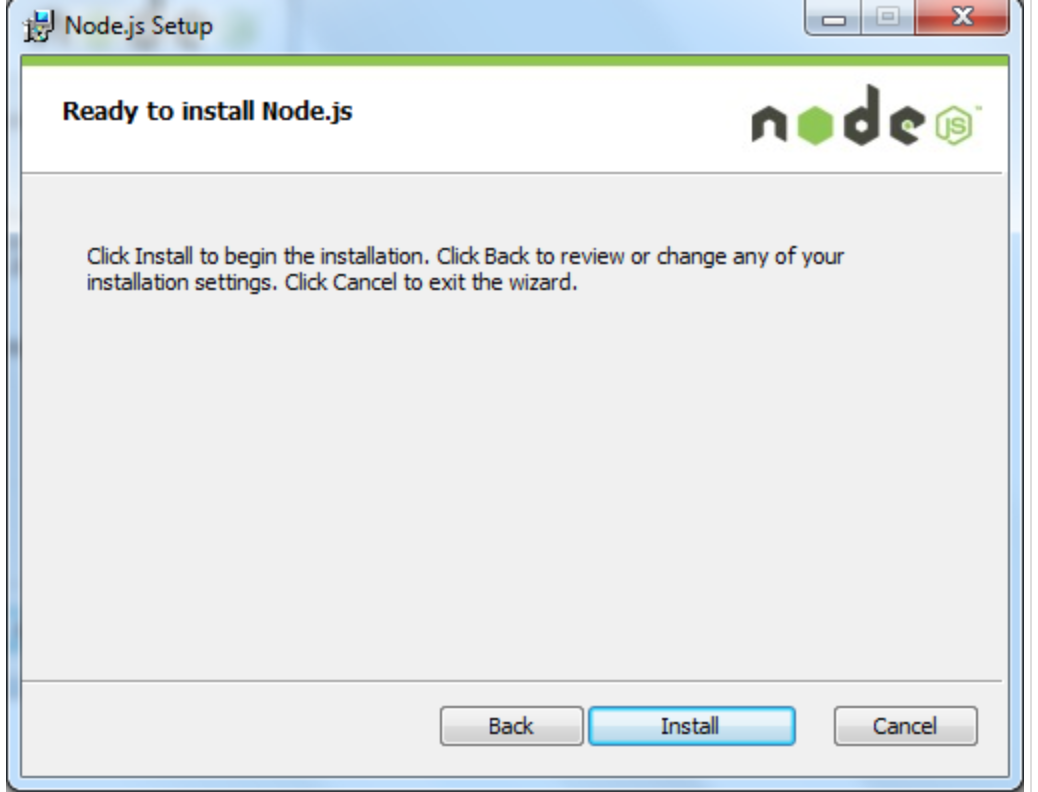 Node.js Setup
Ready to install Node.js
node JS
Click Install to begin the installation. Click Back to review or change any of your
installation settings. Click Cancel to exit the wizard.
Back Install Cancel